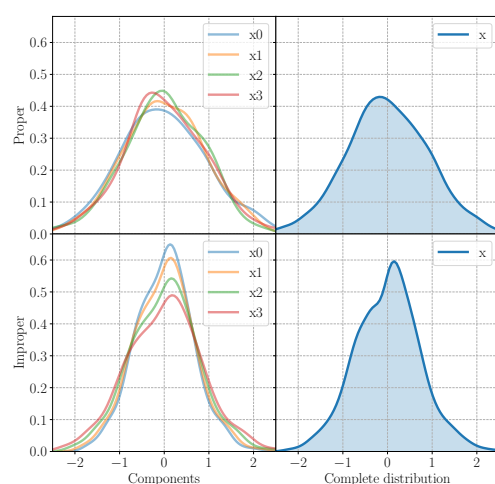 0.6
0.5
0.4
0.3
0.2
0.1
0.0
Proper
x0
x1
x2
x3
x
0.6
0.5
0.4
0.3
0.2
0.1
0.0
Improper
x0
x1
x2
x3
x
−2 −1 0 1 2
Components
−2 −1 0 1 2
Complete distribution